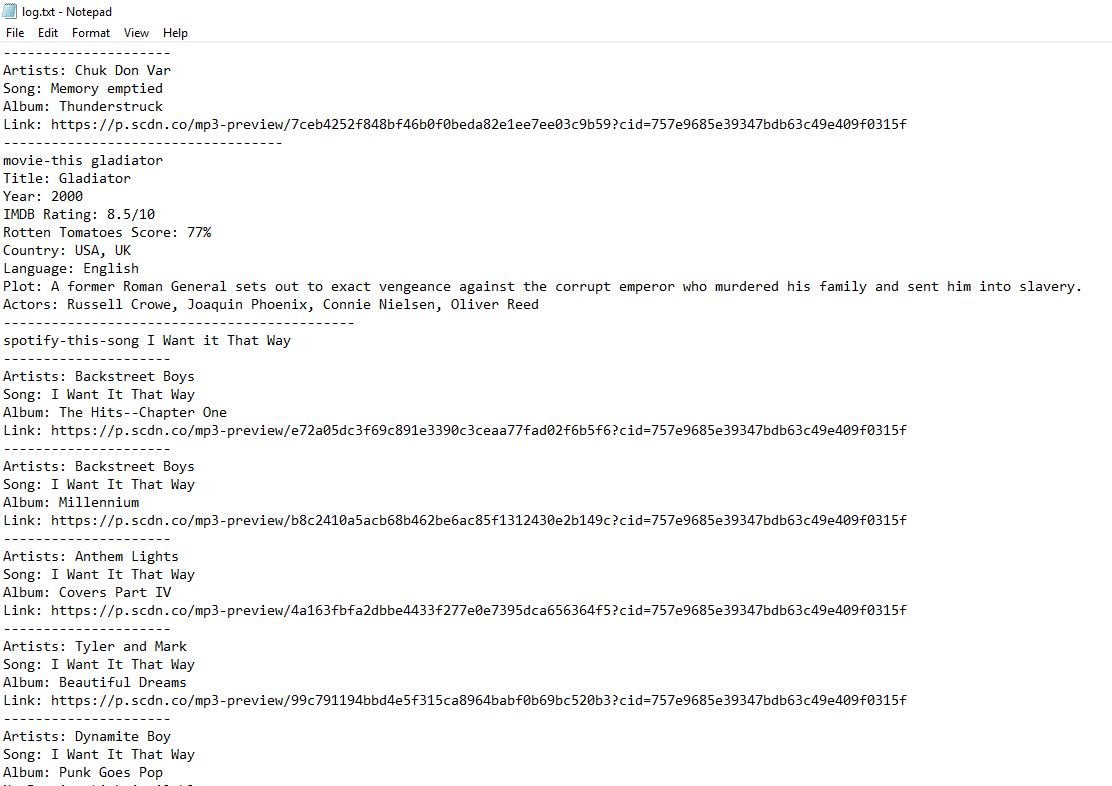 log.txt - Notepad
File Edit Format View Help
---------------------
Artists: Chuk Don Var
Song: Memory emptied
Album: Thunderstruck
Link: https://p.scdn.co/mp3-preview/7ceb4252f848bf46b0f0beda82e1ee7ee03c9b59?cid=757e9685e39347bdb63c49e409f0315f
-----------------------------------
movie-this gladiator
Title: Gladiator
Year: 2000
IMDB Rating: 8.5/10
Rotten Tomatoes Score: 77%
Country: USA, UK
Language: English
Plot: A former Roman General sets out to exact vengeance against the corrupt emperor who murdered his family and sent him into slavery.
Actors: Russell Crowe, Joaquin Phoenix, Connie Nielsen, Oliver Reed
--------------------------------------------
spotify-this-song I Want it That Way
---------------------
Artists: Backstreet Boys
Song: I Want It That Way
Album: The Hits--Chapter One
Link: https://p.scdn.co/mp3-preview/e72a05dc3f69c891e3390c3ceaa77fad02f6b5f6?cid=757e9685e39347bdb63c49e409f0315f
---------------------
Artists: Backstreet Boys
Song: I Want It That Way
Album: Millennium
Link: https://p.scdn.co/mp3-preview/b8c2410a5acb68b462be6ac85f1312430e2b149c?cid=757e9685e39347bdb63c49e409f0315f
---------------------
Artists: Anthem Lights
Song: I Want It That Way
Album: Covers Part IV
Link: https://p.scdn.co/mp3-preview/4a163fbfa2dbbe4433f277e0e7395dca656364f5?cid=757e9685e39347bdb63c49e409f0315f
---------------------
Artists: Tyler and Mark
Song: I Want It That Way
Album: Beautiful Dreams
Link: https://p.scdn.co/mp3-preview/99c791194bbd4e5f315ca8964babf0b69bc520b3?cid=757e9685e39347bdb63c49e409f0315f
---------------------
Artists: Dynamite Boy
Song: I Want It That Way
Album: Punk Goes Pop